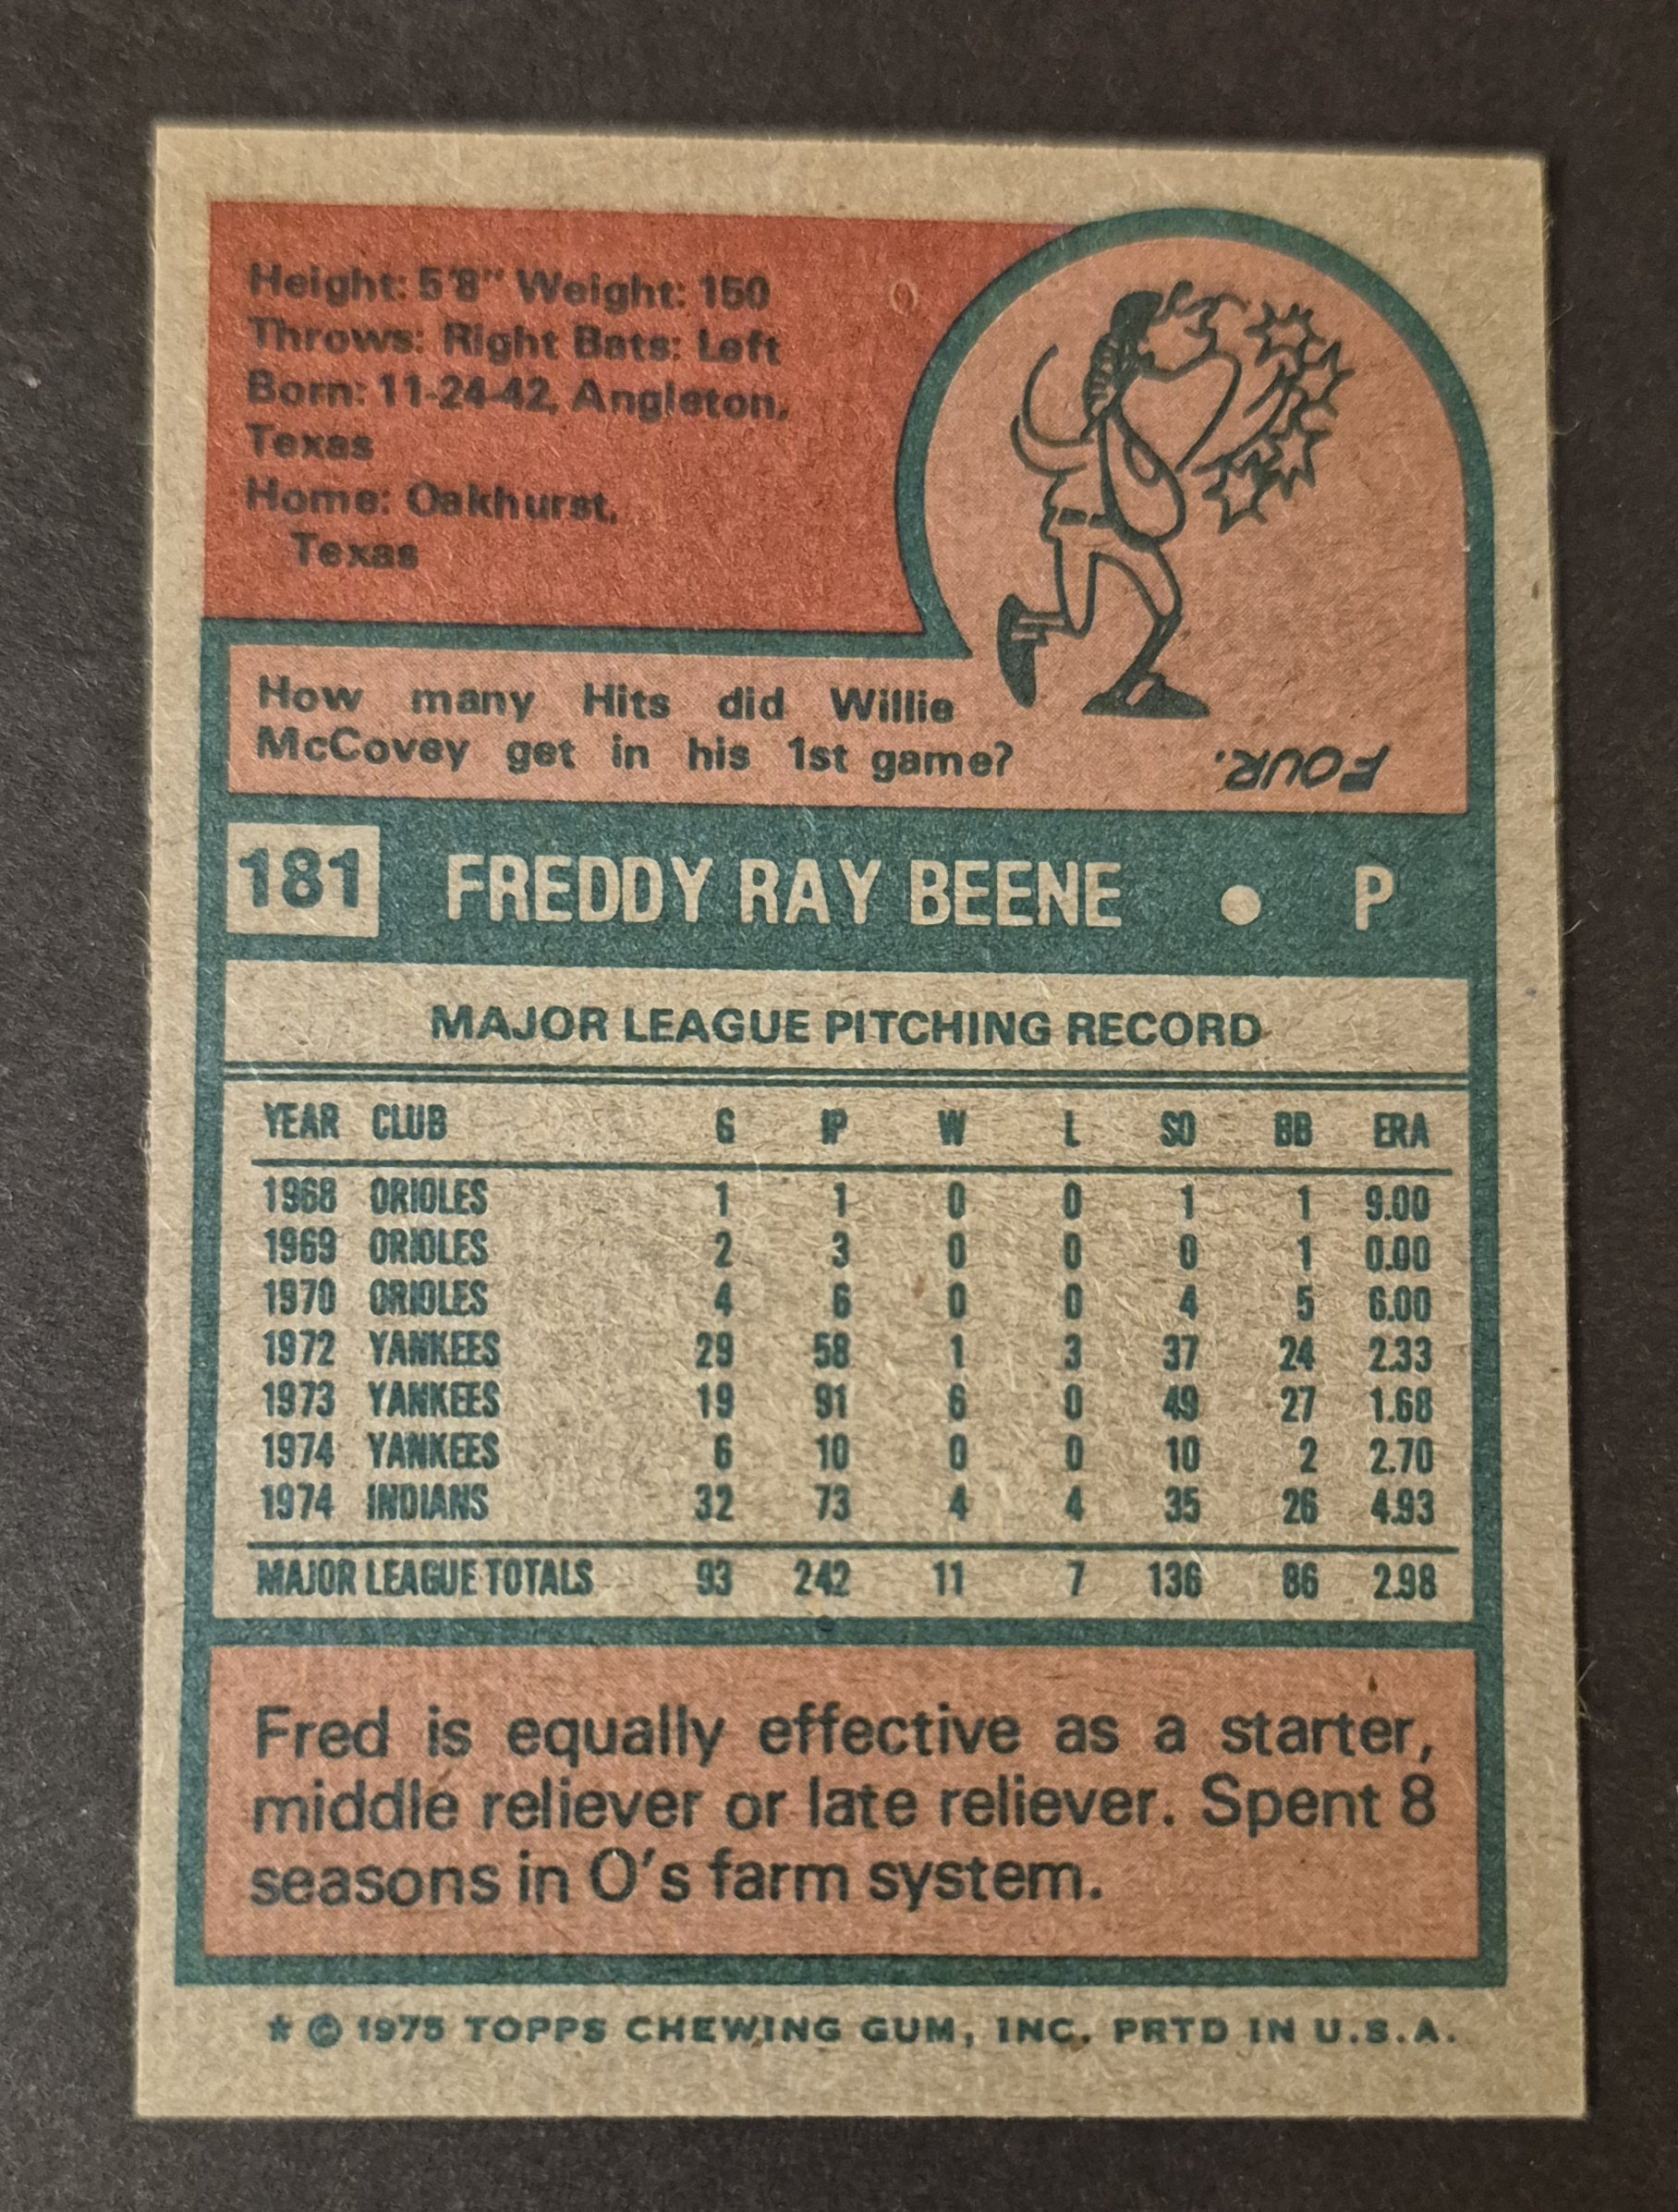 Height: 5'8" Weight: 150
Throws: Right Bats: Left
Born: 11-24-42, Angleton,
Texas
Home: Oakhurst,
Texas
How many Hits did Willie
McCovey get in his 1st game?
FOUR.
181 FREDDY RAY BEENE • P
MAJOR LEAGUE PITCHING RECORD
YEAR CLUB G IP W L SO BB ERA
1968 ORIOLES 1 1 0 0 1 1 9.00
1969 ORIOLES 2 3 0 0 0 1 0.00
1970 ORIOLES 4 6 0 0 4 5 6.00
1972 YANKEES 29 58 1 3 37 24 2.33
1973 YANKEES 19 91 6 0 49 27 1.68
1974 YANKEES 6 10 0 0 10 2 2.70
1974 INDIANS 32 73 4 4 35 26 4.93
MAJOR LEAGUE TOTALS 93 242 11 7 136 86 2.98
Fred is equally effective as a starter,
middle reliever or late reliever. Spent 8
seasons in O's farm system.
* © 1975 TOPPS CHEWING GUM, INC. PRTD IN U.S.A.